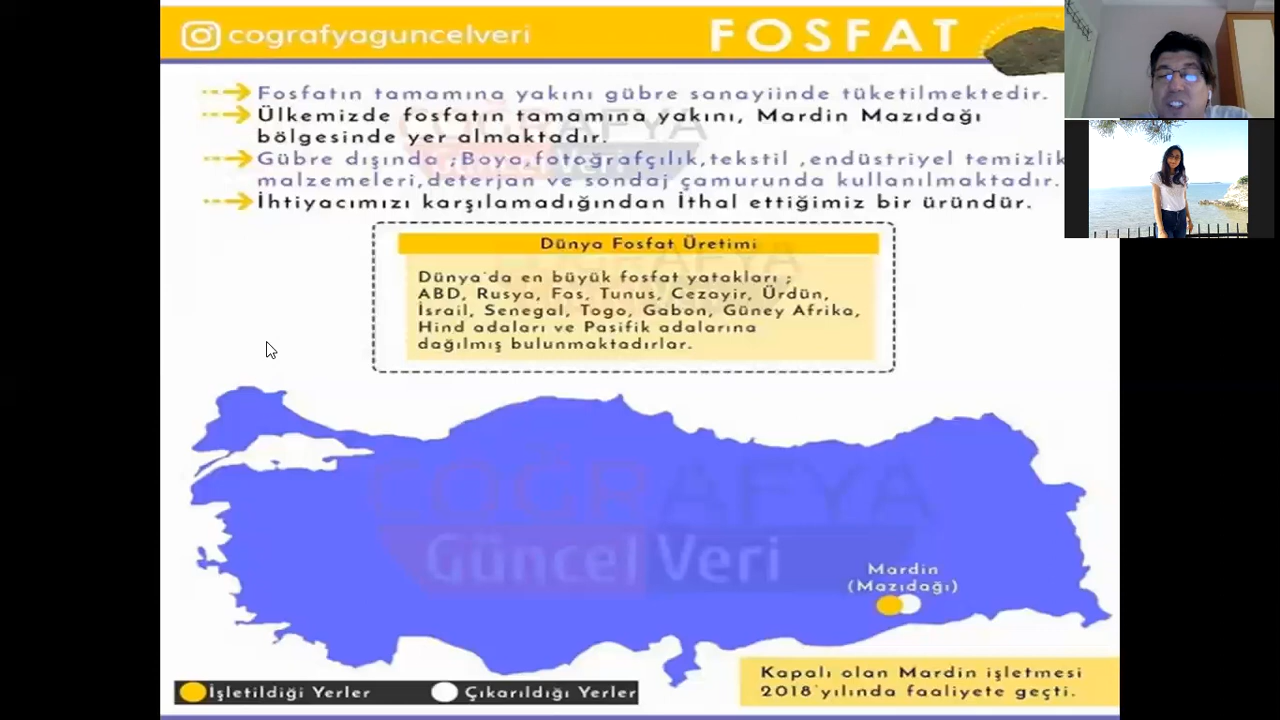 cografyaguncelveri
FOSFAT
Fosfatın tamamına yakını gübre sanayiinde tüketilmektedir.
Ülkemizde fosfatın tamamına yakını, Mardin Mazıdağı
bölgesinde yer almaktadır.
Gübre dışında ;Boya,fotoğrafçılık,tekstil ,endüstriyel temizlik
malzemeleri,deterjan ve sondaj çamurunda kullanılmaktadır.
İhtiyacımızı karşılamadığından İthal ettiğimiz bir üründür.
Dünya Fosfat Üretimi
Dünya'da en büyük fosfat yatakları ;
ABD, Rusya, Fas, Tunus, Cezayir, Ürdün,
İsrail, Senegal, Togo, Gabon, Güney Afrika,
Hind adaları ve Pasifik adalarına
dağılmış bulunmaktadırlar.
COĞRAFYA
Güncel Veri
Mardin
(Mazıdağı)
İşletildiği Yerler
Çıkarıldığı Yerler
Kapalı olan Mardin işletmesi
2018'yılında faaliyete geçti.